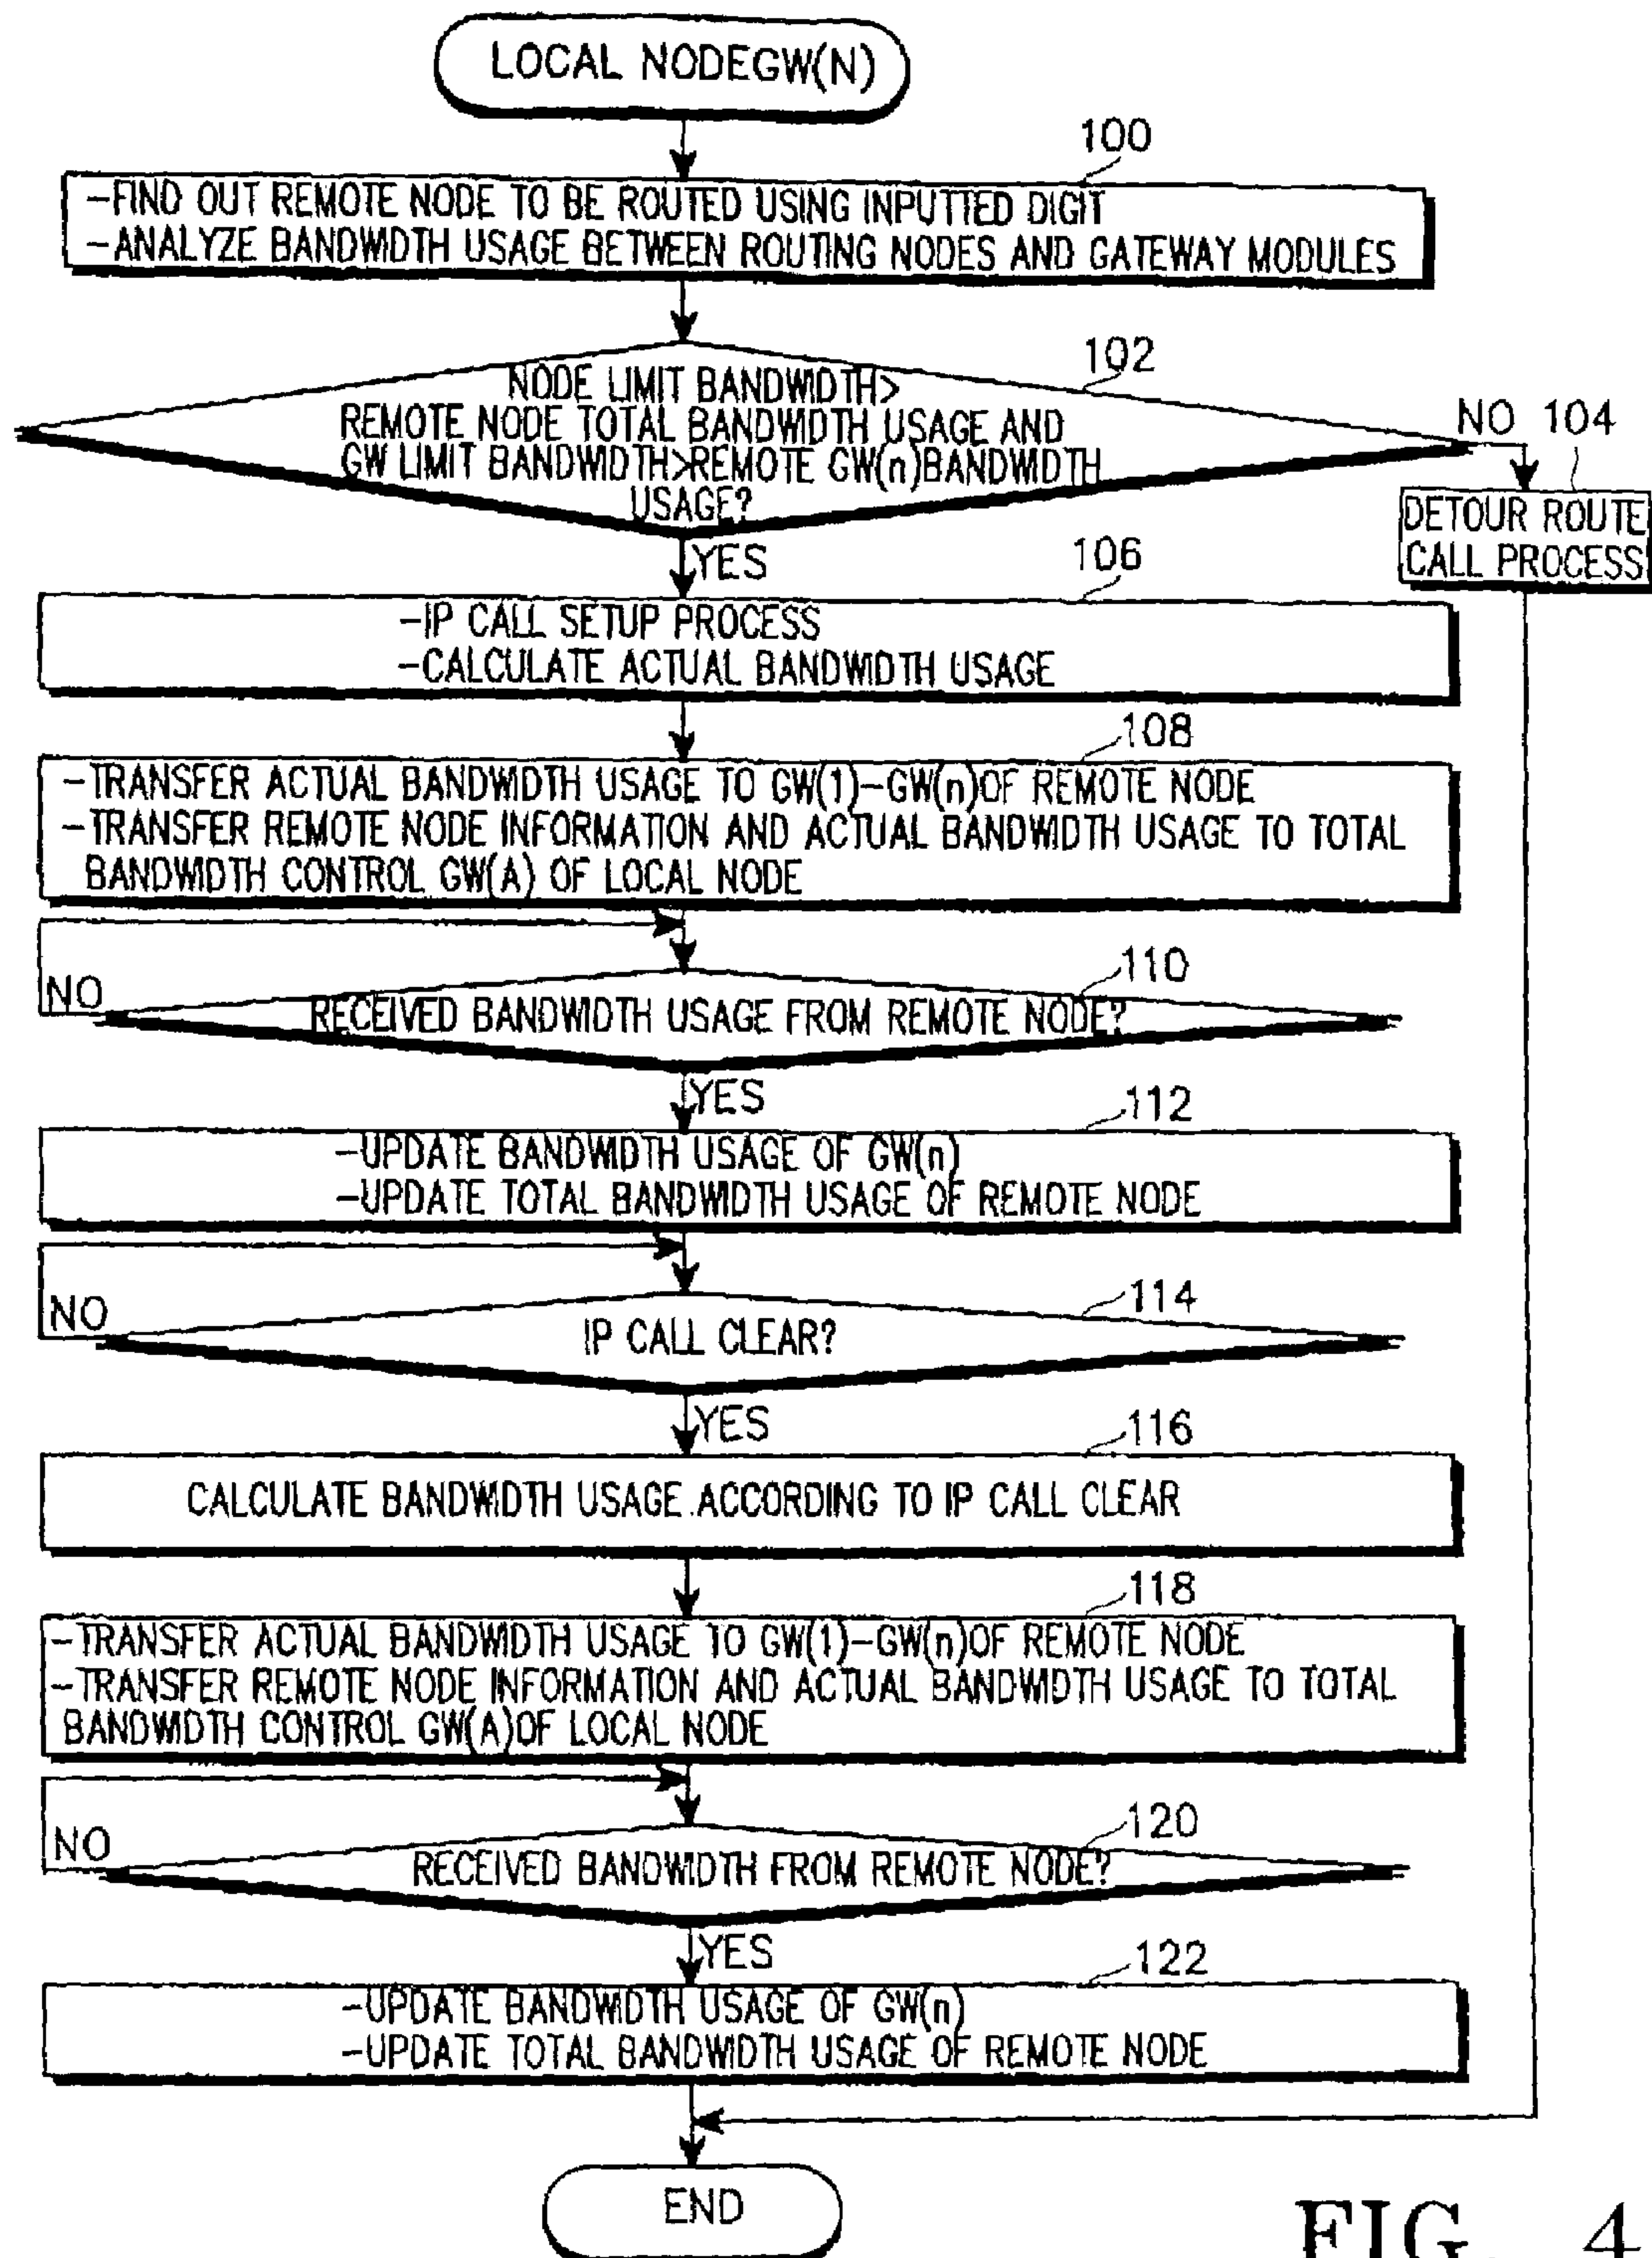 LOCAL NODEGW(N)
100
-FIND OUT REMOTE NODE TO BE ROUTED USING INPUTTED DIGIT
-ANALYZE BANDWIDTH USAGE BETWEEN ROUTING NODES AND GATEWAY MODULES
102
NODE LIMIT BANDWIDTH>
REMOTE NODE TOTAL BANDWIDTH USAGE AND
GW LIMIT BANDWIDTH>REMOTE GW(n)BANDWIDTH
USAGE?
NO 104
DETOUR ROUTE
CALL PROCESS
YES
106
-IP CALL SETUP PROCESS
-CALCULATE ACTUAL BANDWIDTH USAGE
108
-TRANSFER ACTUAL BANDWIDTH USAGE TO GW(1)-GW(n)OF REMOTE NODE
-TRANSFER REMOTE NODE INFORMATION AND ACTUAL BANDWIDTH USAGE TO TOTAL
BANDWIDTH CONTROL GW(A) OF LOCAL NODE
110
NO
RECEIVED BANDWIDTH USAGE FROM REMOTE NODE?
YES
112
-UPDATE BANDWIDTH USAGE OF GW(n)
-UPDATE TOTAL BANDWIDTH USAGE OF REMOTE NODE
114
NO
IP CALL CLEAR?
YES
116
CALCULATE BANDWIDTH USAGE ACCORDING TO IP CALL CLEAR
118
-TRANSFER ACTUAL BANDWIDTH USAGE TO GW(1)-GW(n)OF REMOTE NODE
-TRANSFER REMOTE NODE INFORMATION AND ACTUAL BANDWIDTH USAGE TO TOTAL
BANDWIDTH CONTROL GW(A)OF LOCAL NODE
120
NO
RECEIVED BANDWIDTH FROM REMOTE NODE?
YES
122
-UPDATE BANDWIDTH USAGE OF GW(n)
-UPDATE TOTAL BANDWIDTH USAGE OF REMOTE NODE
END
FIG. 4